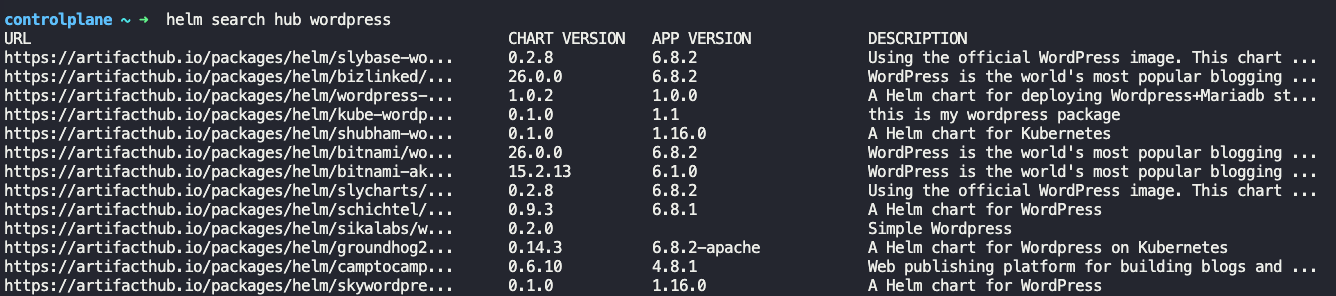 controlplane ~ ➜  helm search hub wordpress
URL CHART VERSION APP VERSION DESCRIPTION
https://artifacthub.io/packages/helm/slybase-wo... 0.2.8 6.8.2 Using the official WordPress image. This chart ...
https://artifacthub.io/packages/helm/bizlinked/... 26.0.0 6.8.2 WordPress is the world's most popular blogging ...
https://artifacthub.io/packages/helm/wordpress-... 1.0.2 1.0.0 A Helm chart for deploying Wordpress+Mariadb st...
https://artifacthub.io/packages/helm/kube-wordp... 0.1.0 1.1 this is my wordpress package
https://artifacthub.io/packages/helm/shubham-wo... 0.1.0 1.16.0 A Helm chart for Kubernetes
https://artifacthub.io/packages/helm/bitnami/wo... 26.0.0 6.8.2 WordPress is the world's most popular blogging ...
https://artifacthub.io/packages/helm/bitnami-ak... 15.2.13 6.1.0 WordPress is the world's most popular blogging ...
https://artifacthub.io/packages/helm/slycharts/... 0.2.8 6.8.2 Using the official WordPress image. This chart ...
https://artifacthub.io/packages/helm/schichtel/... 0.9.3 6.8.1 A Helm chart for WordPress
https://artifacthub.io/packages/helm/sikalabs/w... 0.2.0 Simple Wordpress
https://artifacthub.io/packages/helm/groundhog2... 0.14.3 6.8.2-apache A Helm chart for Wordpress on Kubernetes
https://artifacthub.io/packages/helm/camptocamp... 0.6.10 4.8.1 Web publishing platform for building blogs and ...
https://artifacthub.io/packages/helm/skywordpre... 0.1.0 1.16.0 A Helm chart for WordPress